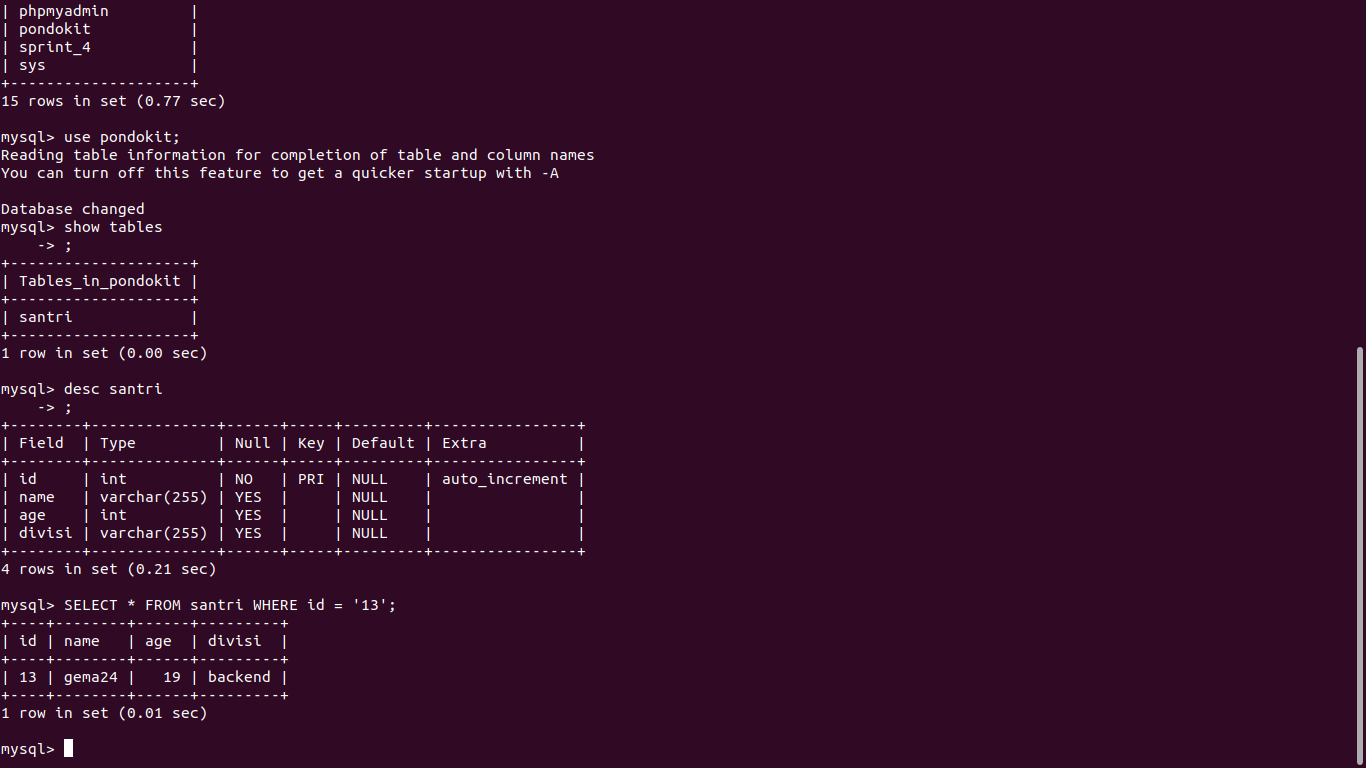 | phpmyadmin         |
| pondokit           |
| sprint_4           |
| sys                |
+--------------------+
15 rows in set (0.77 sec)

mysql> use pondokit;
Reading table information for completion of table and column names
You can turn off this feature to get a quicker startup with -A

Database changed
mysql> show tables
    -> ;
+--------------------+
| Tables_in_pondokit |
+--------------------+
| santri             |
+--------------------+
1 row in set (0.00 sec)

mysql> desc santri
    -> ;
+--------+--------------+------+-----+---------+----------------+
| Field  | Type         | Null | Key | Default | Extra          |
+--------+--------------+------+-----+---------+----------------+
| id     | int          | NO   | PRI | NULL    | auto_increment |
| name   | varchar(255) | YES  |     | NULL    |                |
| age    | int          | YES  |     | NULL    |                |
| divisi | varchar(255) | YES  |     | NULL    |                |
+--------+--------------+------+-----+---------+----------------+
4 rows in set (0.21 sec)

mysql> SELECT * FROM santri WHERE id = '13';
+----+--------+------+---------+
| id | name   | age  | divisi  |
+----+--------+------+---------+
| 13 | gema24 |   19 | backend |
+----+--------+------+---------+
1 row in set (0.01 sec)

mysql>